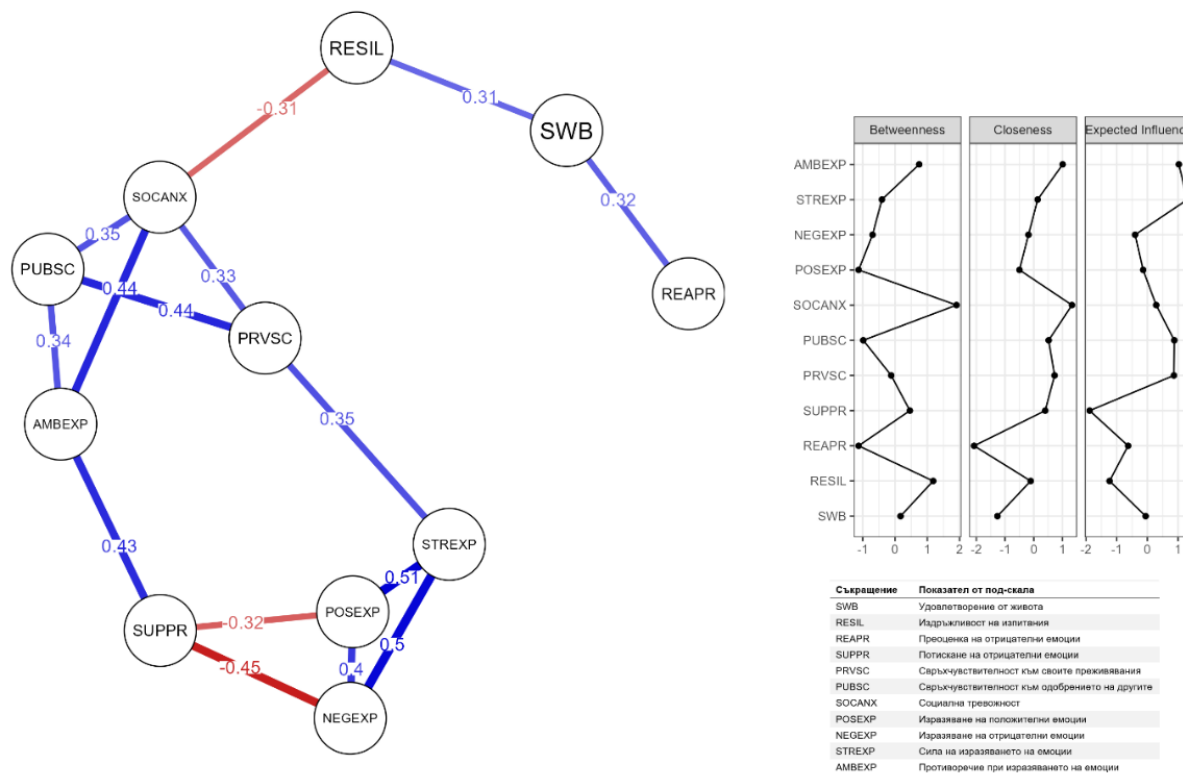 RESIL
0.31
-0.31
SWB
SOCANX
0.32
0.35
PUBSC
0.33
REAPR
0.44
0.44
PRVSC
0.34
AMBEXP
0.35
0.43
STREXP
0.51
POSEXP
SUPPR
-0.32
0.5
-0.45
0.4
NEGEXP
Betweenness Closeness Expected Influenc
AMBEXP
STREXP
NEGEXP
POSEXP
SOCANX
PUBSC
PRVSC
SUPPR
REAPR
RESIL
SWB
-1 0 1 2 -2 -1 0 1 -2 -1 0 1
Съкращение Показател от под-скала
SWB Удовлетворение от живота
RESIL Издръжливост на изпитания
REAPR Преоценка на отрицателни емоции
SUPPR Потискане на отрицателни емоции
PRVSC Свръхчувствителност към своите преживявания
PUBSC Свръхчувствителност към одобрението на другите
SOCANX Социална тревожност
POSEXP Изразяване на положителни емоции
NEGEXP Изразяване на отрицателни емоции
STREXP Сила на изразяването на емоции
AMBEXP Противоречие при изразяването на емоции